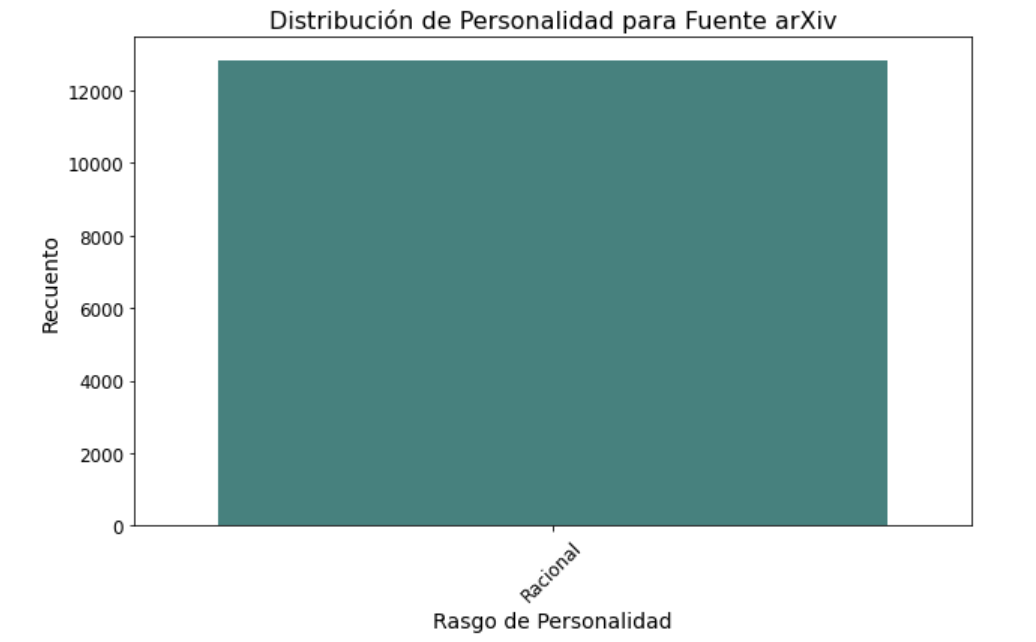 Distribución de Personalidad para Fuente arXiv
12000
10000
8000
6000
4000
2000
0
Recuento
Racional
Rasgo de Personalidad